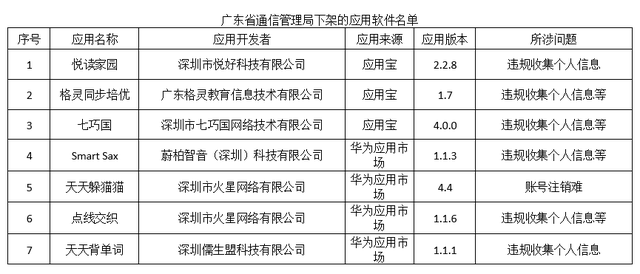 广东省通信管理局下架的应用软件名单
序号 应用名称 应用开发者 应用来源 应用版本 所涉问题
1 悦读家园 深圳市悦好科技有限公司 应用宝 2.2.8 违规收集个人信息
2 格灵同步培优 广东格灵教育信息技术有限公司 应用宝 1.7 违规收集个人信息等
3 七巧国 深圳市七巧国网络技术有限公司 应用宝 4.0.0 违规收集个人信息等
4 Smart Sax 蔚柏智音（深圳）科技有限公司 华为应用市场 1.1.3 违规收集个人信息等
5 天天躲猫猫 深圳市火星网络有限公司 华为应用市场 4.4 账号注销难
6 点线交织 深圳市火星网络有限公司 华为应用市场 1.1.6 违规收集个人信息等
7 天天背单词 深圳儒生盟科技有限公司 华为应用市场 1.1.1 违规收集个人信息